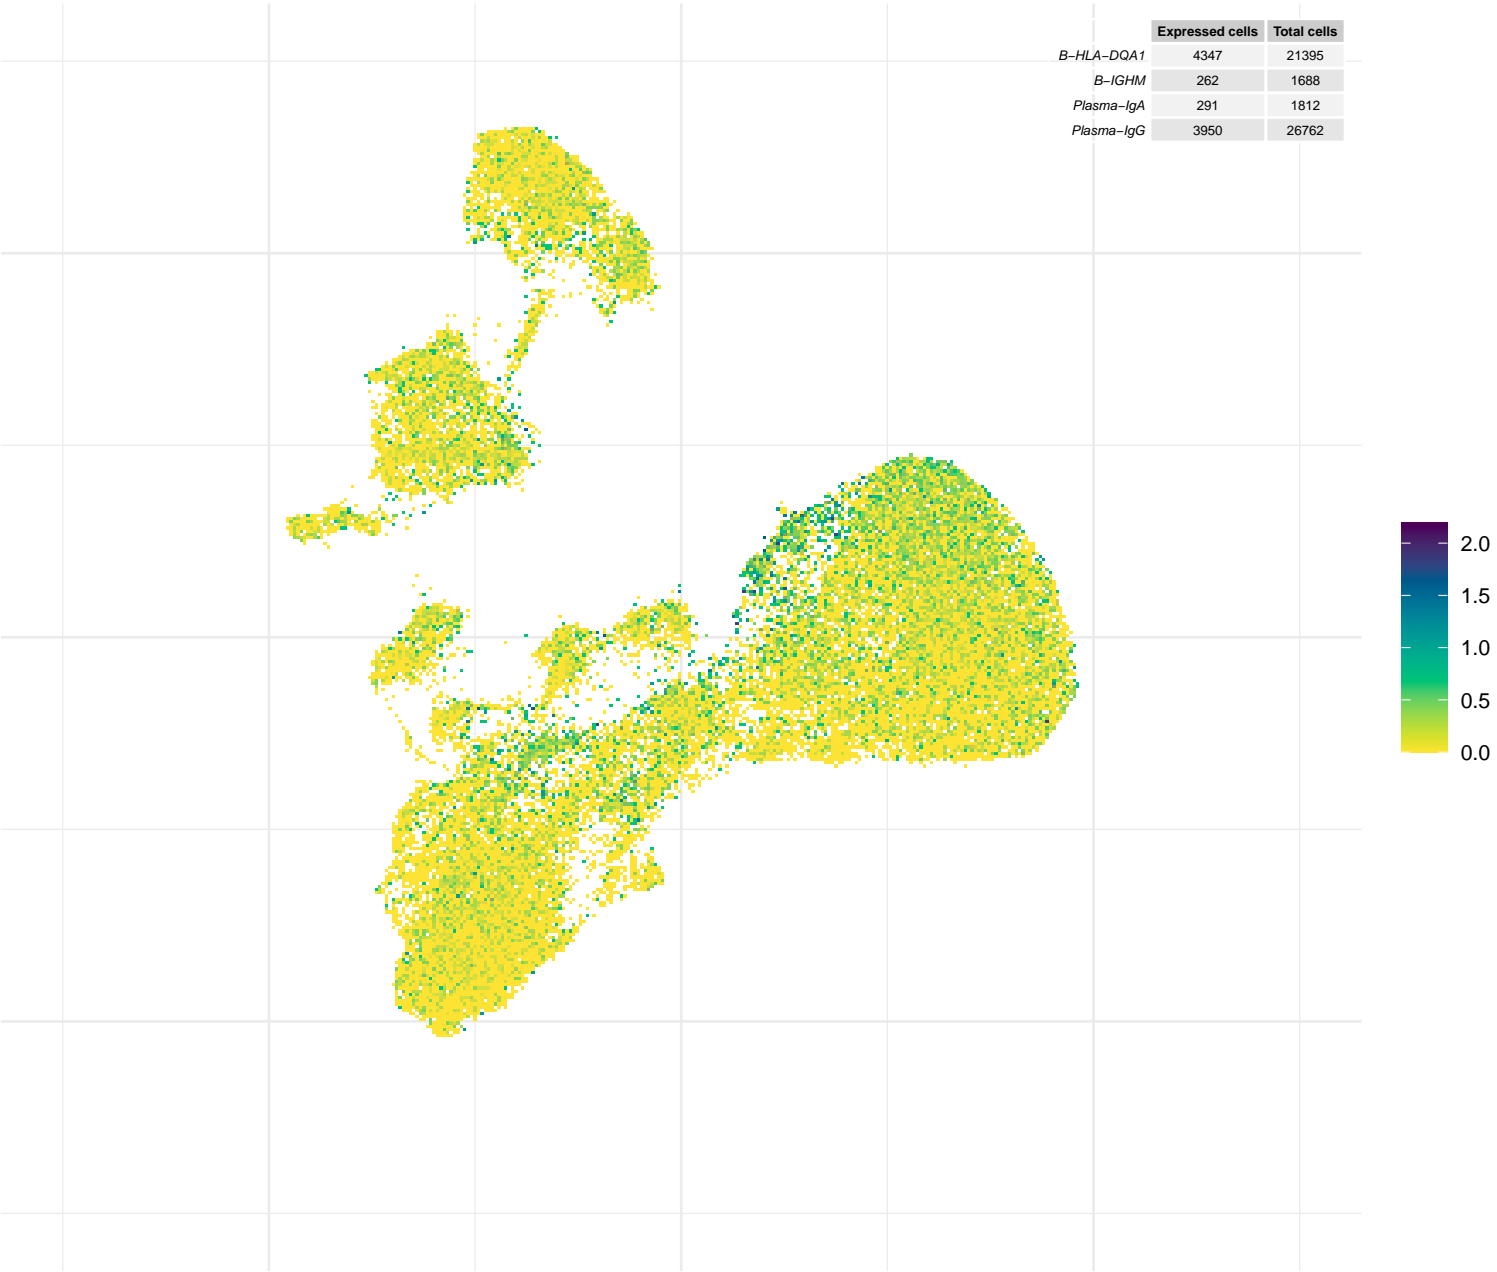 Expressed cells Total cells
B−HLA−DQA1 4347 21395
B−IGHM 262 1688
Plasma−IgA 291 1812
Plasma−IgG 3950 26762
2.0
1.5
1.0
0.5
0.0